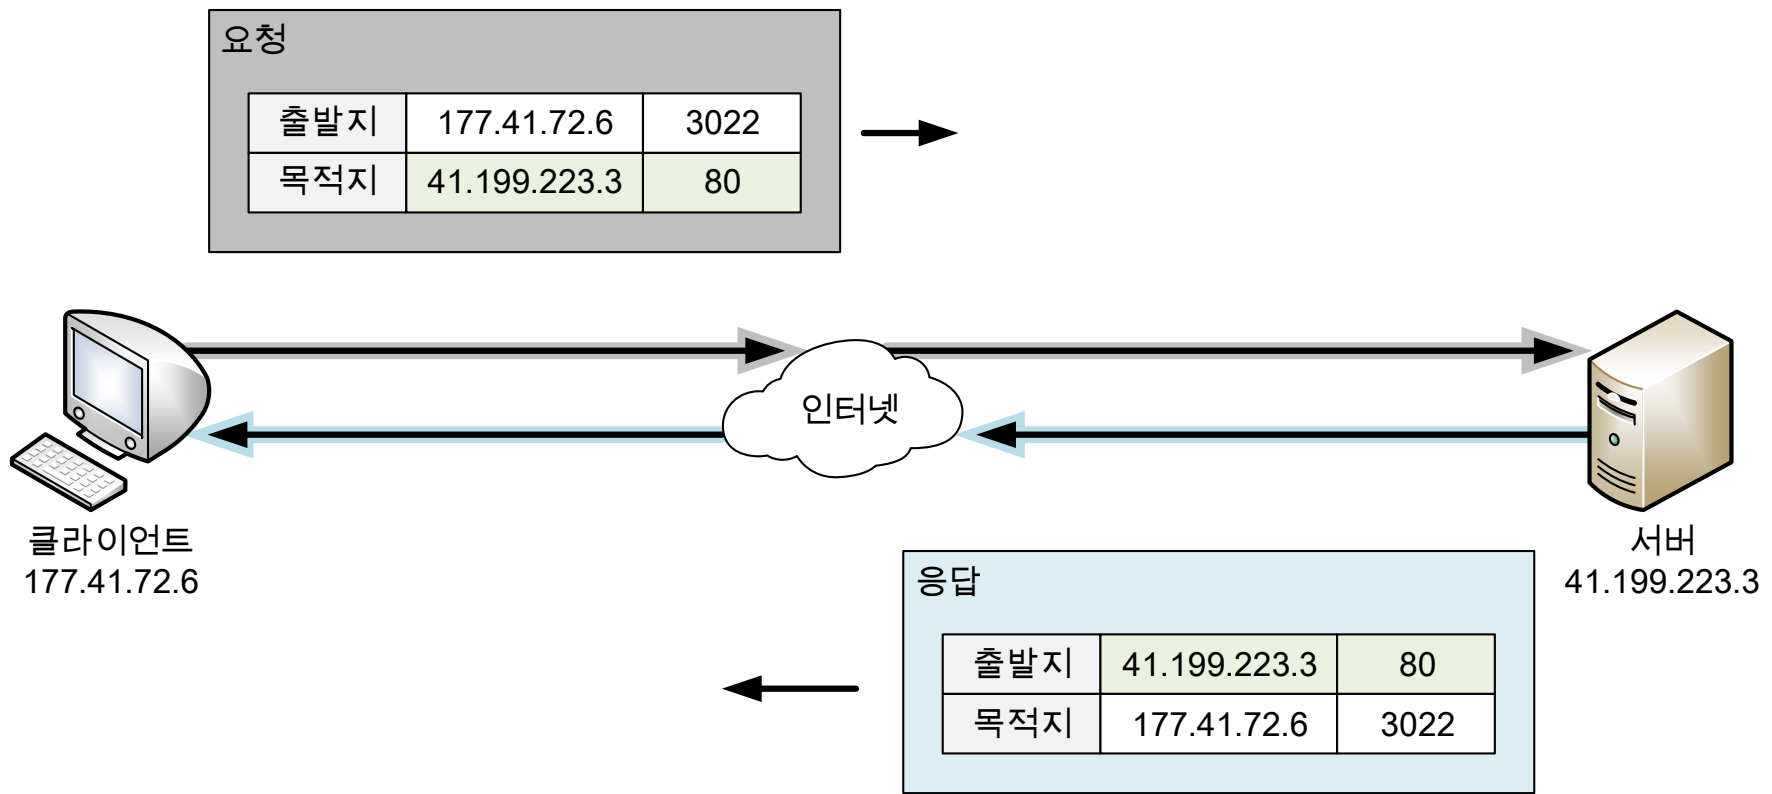 요청
출발지 177.41.72.6 3022
목적지 41.199.223.3 80
인터넷
클라이언트
177.41.72.6
서버
41.199.223.3
응답
출발지 41.199.223.3 80
목적지 177.41.72.6 3022